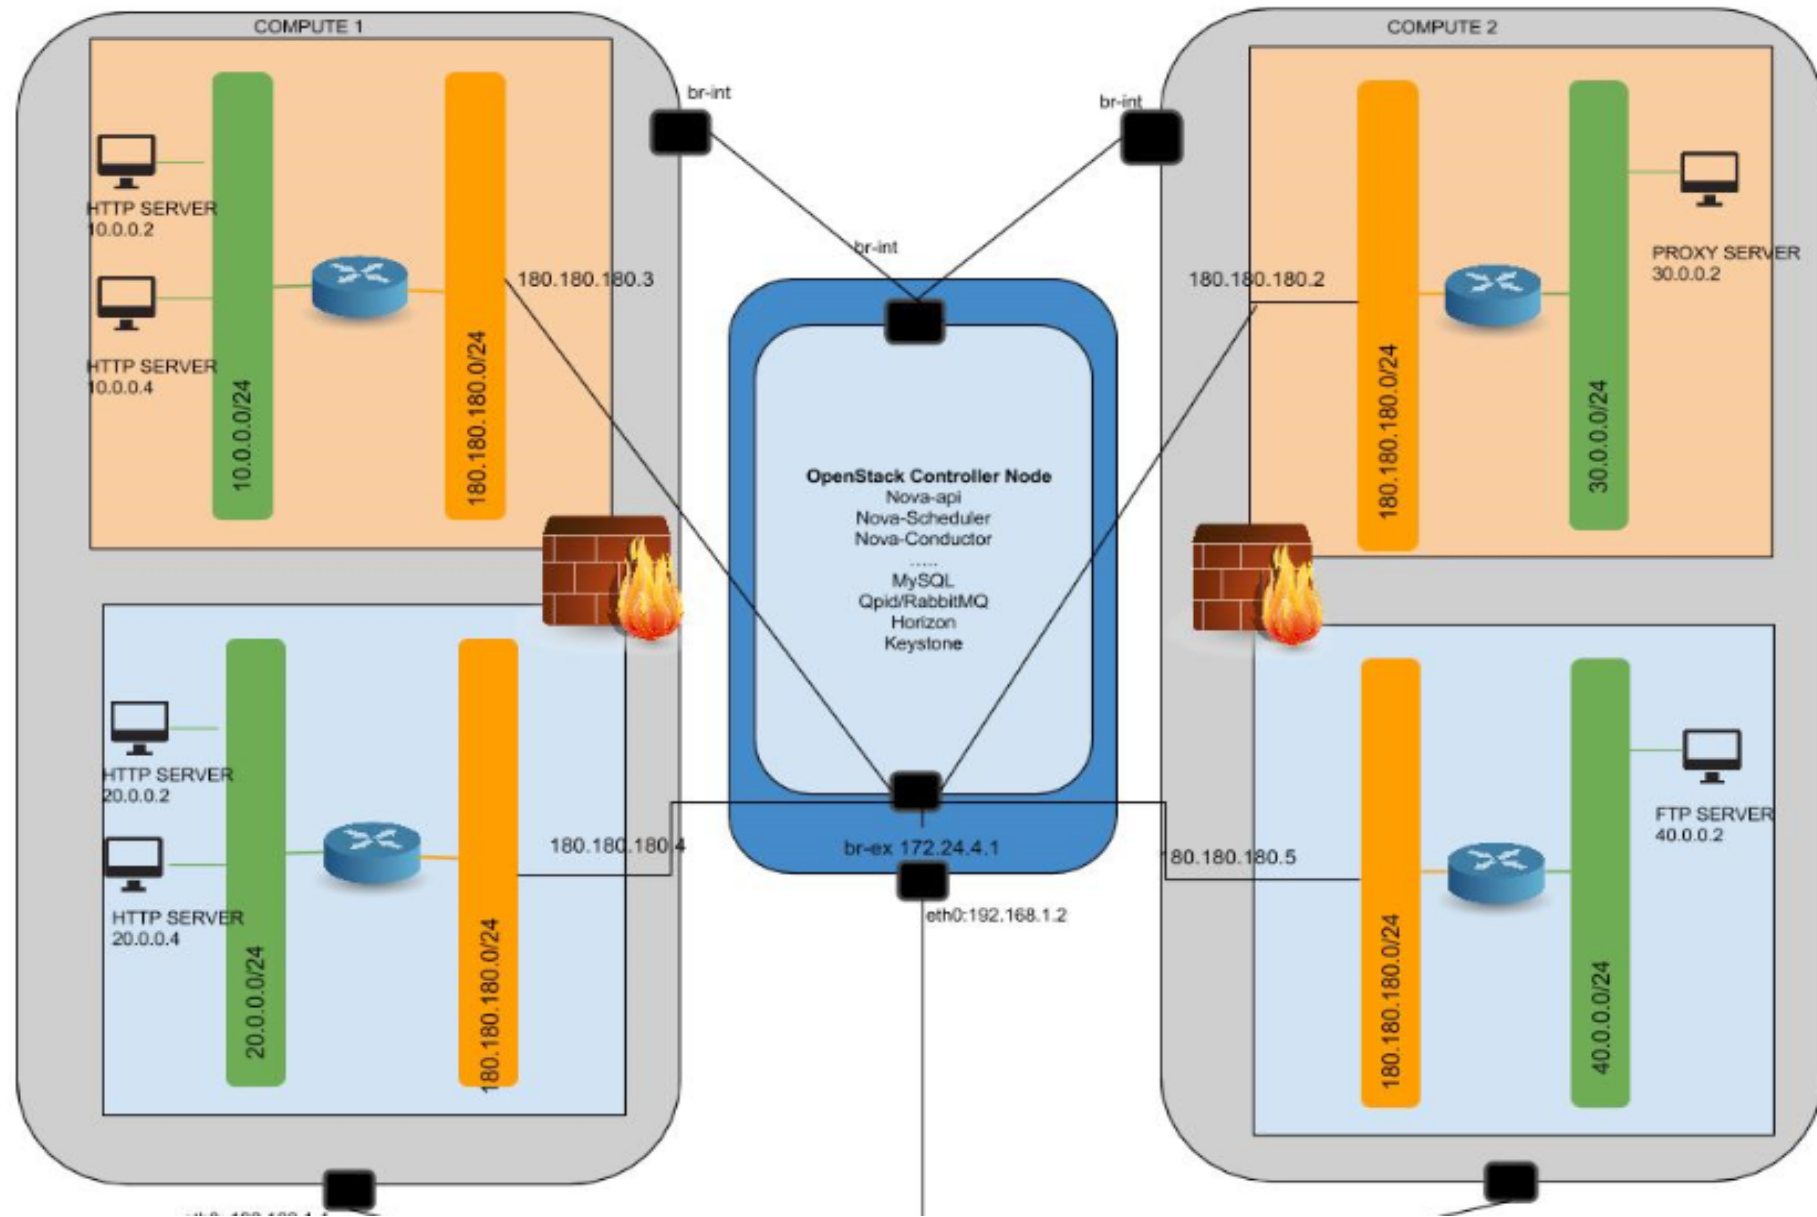 COMPUTE 1
br-int
HTTP SERVER
10.0.0.2
HTTP SERVER
10.0.0.4
10.0.0.0/24
180.180.180.0/24
180.180.180.3
HTTP SERVER
20.0.0.2
HTTP SERVER
20.0.0.4
20.0.0.0/24
180.180.180.0/24
180.180.180.4
br-int
OpenStack Controller Node
Nova-api
Nova-Scheduler
Nova-Conductor
.....
MySQL
Qpid/RabbitMQ
Horizon
Keystone
br-ex 172.24.4.1
eth0:192.168.1.2
COMPUTE 2
br-int
180.180.180.2
180.180.180.0/24
30.0.0.0/24
PROXY SERVER
30.0.0.2
180.180.180.5
180.180.180.0/24
40.0.0.0/24
FTP SERVER
40.0.0.2